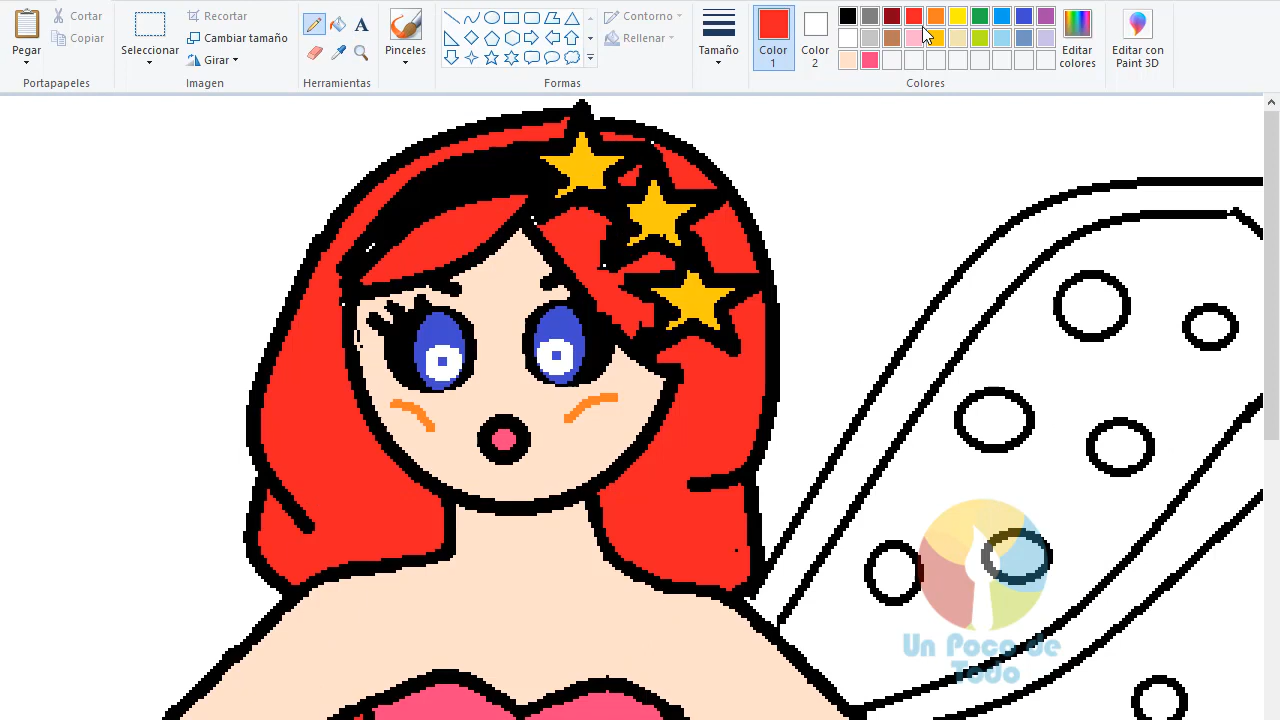 Pegar
Cortar
Copiar
Portapapeles
Seleccionar
Recortar
Cambiar tamaño
Girar
Imagen
A
Herramientas
Pinceles
Formas
Contorno
Rellenar
Tamaño
Color 1
Color 2
Colores
Editar colores
Editar con Paint 3D
Un Poco de
Todo